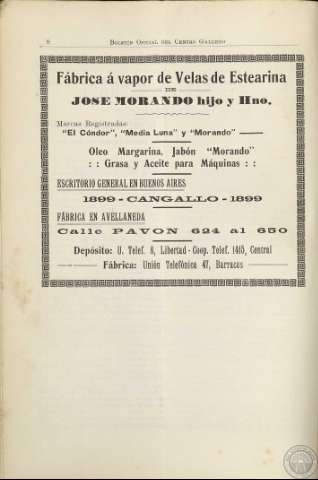 8 Boletin Oficial del Centro Gallego
Fábrica á vapor de Velas de Estearina
DE
JOSE MORANDO hijo y Hno.
Marcas Registradas
"El Cóndor", "Media Luna" y "Morando"
Oleo Margarina, Jabón "Morando"
: : Grasa y Aceite para Máquinas : :
ESCRITORIO GENERAL EN BUENOS AIRES
1899 - CANGALLO - 1899
FÁBRICA EN AVELLANEDA
Calle PAVON 624 al 650
Depósito: U. Telef. 8, Libertad - Coop. Telef. 1465, Central
Fábrica: Unión Telefónica 47, Barracas